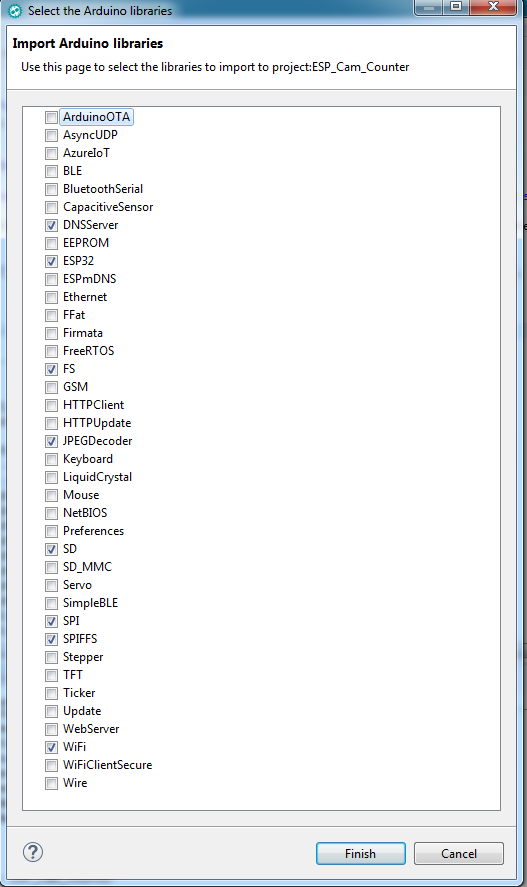 Select the Arduino libraries
Import Arduino libraries
Use this page to select the libraries to import to project:ESP_Cam_Counter
ArduinoOTA
AsyncUDP
AzureIoT
BLE
BluetoothSerial
CapacitiveSensor
DNSServer
EEPROM
ESP32
ESPmDNS
Ethernet
FFat
Firmata
FreeRTOS
FS
GSM
HTTPClient
HTTPUpdate
JPEGDecoder
Keyboard
LiquidCrystal
Mouse
NetBIOS
Preferences
SD
SD_MMC
Servo
SimpleBLE
SPI
SPIFFS
Stepper
TFT
Ticker
Update
WebServer
WiFi
WiFiClientSecure
Wire
?
Finish
Cancel